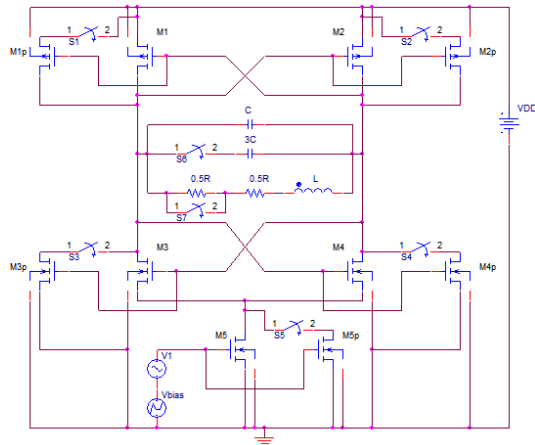 M1 M2
1 2 1 2
M1p S1 S2 M2p
VDD
C
1 2 3C
S6
0.5R 0.5R L
1 2
S7
M3 M4
1 2 1 2
M3p S3 S4 M4p
M5 1 2 M5p
S5
V1
Vbias